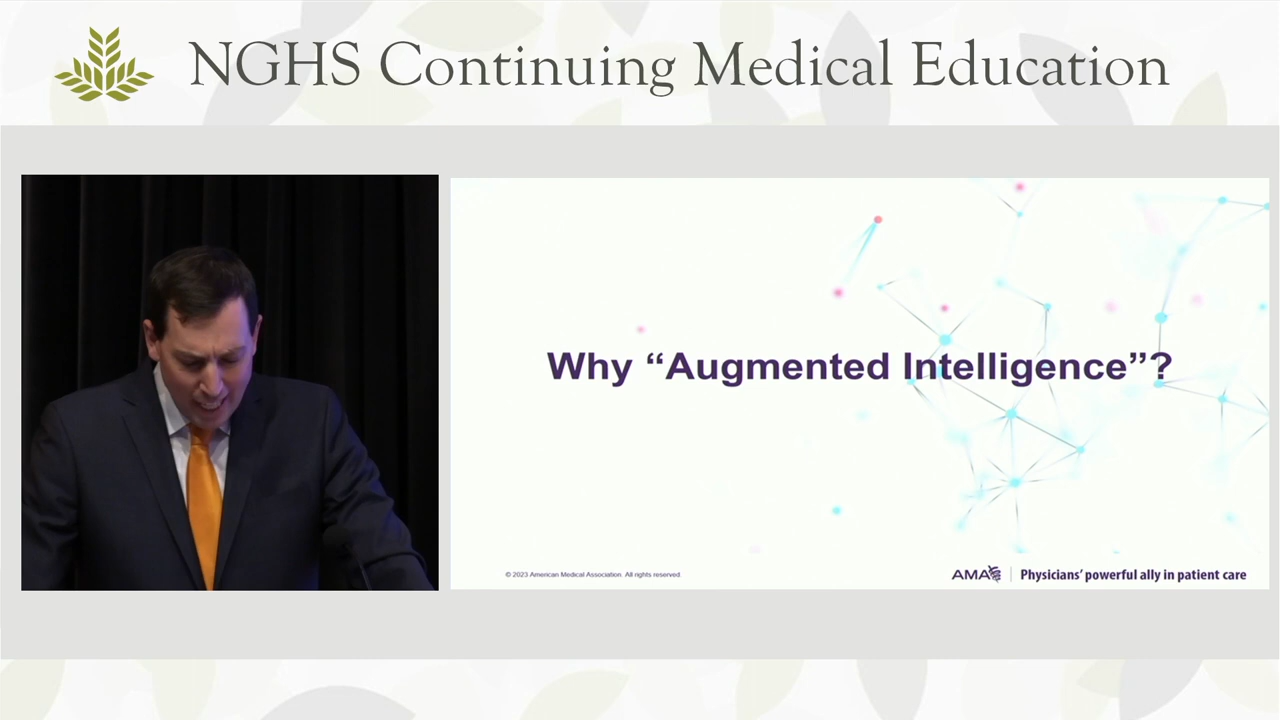 NGHS Continuing Medical Education
Why “Augmented Intelligence”?
© 2023 American Medical Association. All rights reserved.
AMA
Physicians’ powerful ally in patient care